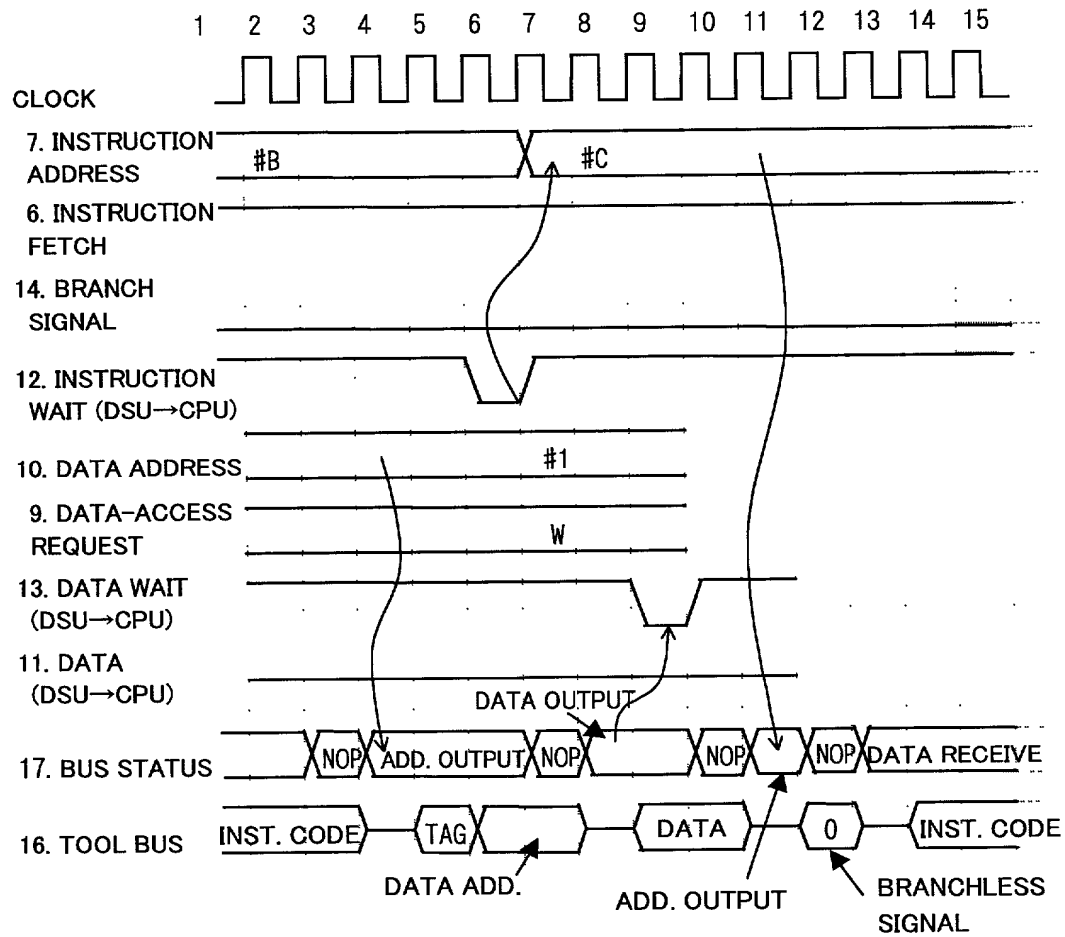 1 2 3 4 5 6 7 8 9 10 11 12 13 14 15
CLOCK
7. INSTRUCTION
ADDRESS
#B
#C
6. INSTRUCTION
FETCH
14. BRANCH
SIGNAL
12. INSTRUCTION
WAIT (DSU→CPU)
10. DATA ADDRESS
#1
9. DATA-ACCESS
REQUEST
W
13. DATA WAIT
(DSU→CPU)
11. DATA
(DSU→CPU)
DATA OUTPUT
17. BUS STATUS
NOP ADD. OUTPUT NOP NOP NOP DATA RECEIVE
16. TOOL BUS
INST. CODE TAG DATA 0 INST. CODE
DATA ADD.
ADD. OUTPUT
BRANCHLESS
SIGNAL